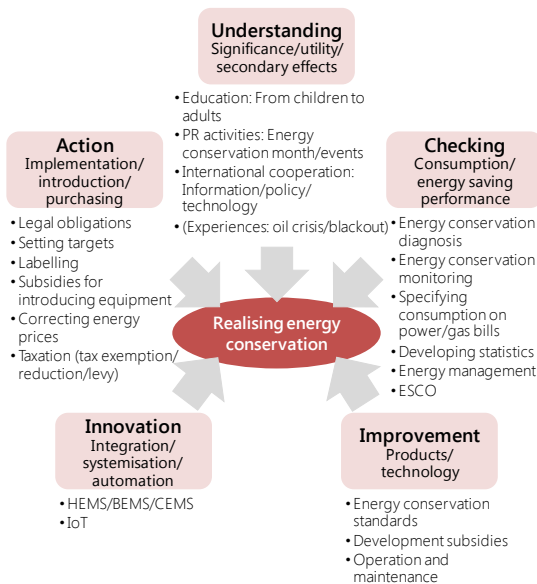 Understanding
Significance/utility/
secondary effects
• Education: From children to
adults
• PR activities: Energy
conservation month/events
• International cooperation:
Information/policy/
technology
• (Experiences: oil crisis/blackout)
Action
Implementation/
introduction/
purchasing
• Legal obligations
• Setting targets
• Labelling
• Subsidies for
introducing equipment
• Correcting energy
prices
• Taxation (tax exemption/
reduction/levy)
Checking
Consumption/
energy saving
performance
• Energy conservation
diagnosis
• Energy conservation
monitoring
• Specifying
consumption on
power/gas bills
• Developing statistics
• Energy management
• ESCO
Realising energy
conservation
Innovation
Integration/
systemisation/
automation
• HEMS/BEMS/CEMS
• IoT
Improvement
Products/
technology
• Energy conservation
standards
• Development subsidies
• Operation and
maintenance